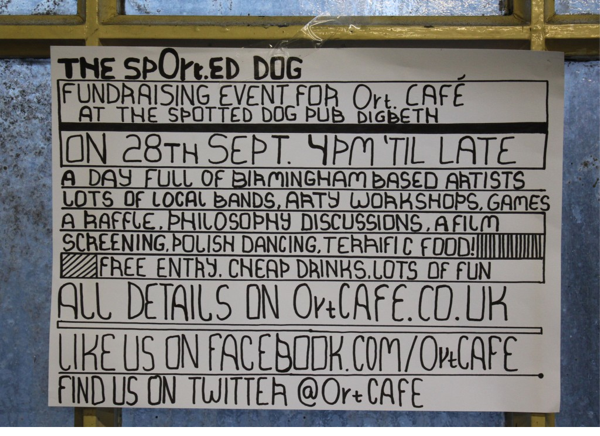 THE SPOrt.ED DOG
FUNDRAISING EVENT FOR Ort. CAFÉ
AT THE SPOTTED DOG PUB DIGBETH
ON 28TH SEPT. 4PM 'TIL LATE
A DAY FULL OF BIRMINGHAM BASED ARTISTS
LOTS OF LOCAL BANDS, ARTY WORKSHOPS, GAMES
A RAFFLE, PHILOSOPHY DISCUSSIONS, A FILM
SCREENING, POLISH DANCING, TERRIFIC FOOD!
FREE ENTRY. CHEAP DRINKS. LOTS OF FUN
ALL DETAILS ON OrtCAFE.CO.UK
LIKE US ON FACEBOOK.COM/OrtCAFE
FIND US ON TWITTER @OrtCAFE